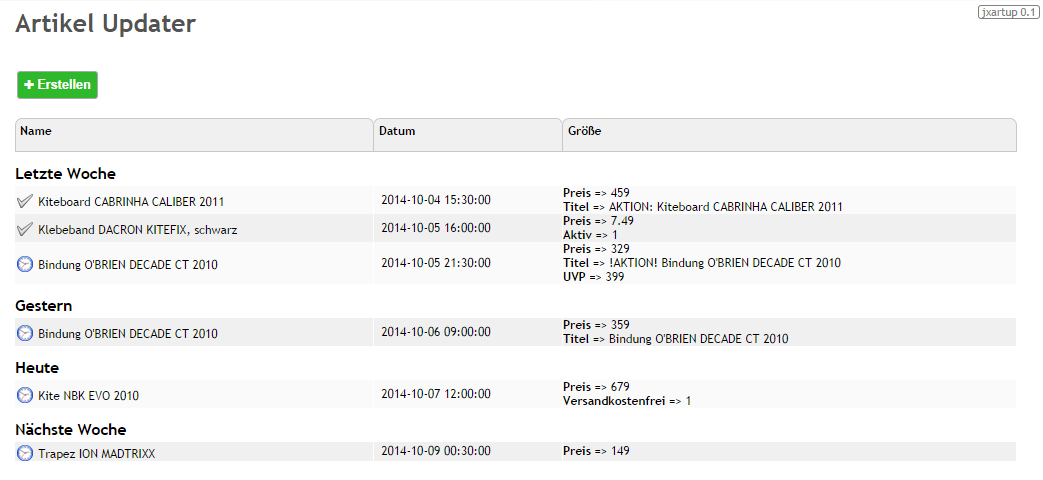 jxartup 0.1
Artikel Updater
+ Erstellen
Name Datum Größe
Letzte Woche
Kiteboard CABRINHA CALIBER 2011 2014-10-04 15:30:00 Preis => 459
Titel => AKTION: Kiteboard CABRINHA CALIBER 2011
Klebeband DACRON KITEFIX, schwarz 2014-10-05 16:00:00 Preis => 7.49
Aktiv => 1
Bindung O'BRIEN DECADE CT 2010 2014-10-05 21:30:00 Preis => 329
Titel => !AKTION! Bindung O'BRIEN DECADE CT 2010
UVP => 399
Gestern
Bindung O'BRIEN DECADE CT 2010 2014-10-06 09:00:00 Preis => 359
Titel => Bindung O'BRIEN DECADE CT 2010
Heute
Kite NBK EVO 2010 2014-10-07 12:00:00 Preis => 679
Versandkostenfrei => 1
Nächste Woche
Trapez ION MADTRIXX 2014-10-09 00:30:00 Preis => 149